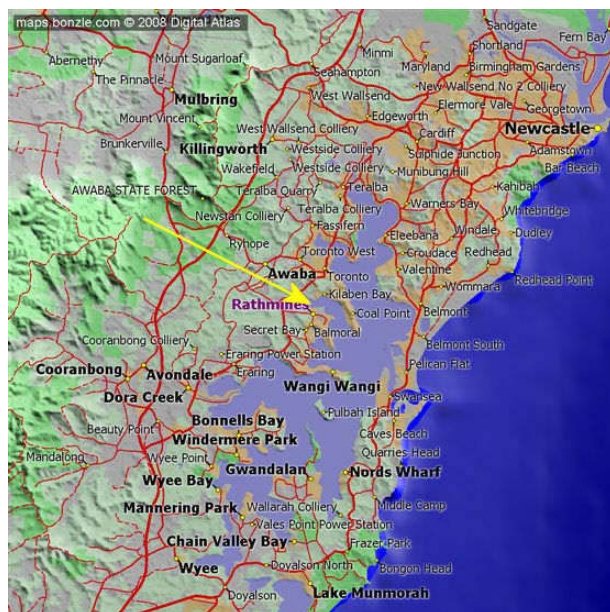 maps.bonzle.com © 2008 Digital Atlas
Sandgate
Fern Bay
Abernethy
Mount Sugarloaf
Minmi
Shortland
Maryland
Birmingham Gardens
The Pinnacle
Seahampton
New Wallsend No 2 Colliery
Mulbring
West Wallsend
Elermore Vale
Georgetown
Mount Vincent
Edgeworth
Newcastle
West Wallsend Colliery
Cardiff
Brunkerville
Killingworth
Westside Colliery
Sulphide Junction
Adamstown
Bar Beach
Wakefield
Westside Colliery
Munibung Hill
AWABA STATE FOREST
Teralba Quarry
Teralba
Kahibah
Newstan Colliery
Teralba Colliery
Warners Bay
Whitebridge
Fassifern
Windale
Dudley
Ryhope
Eleebana
Toronto West
Croudace
Redhead
Awaba
Toronto
Valentine
Redhead Point
Kilaben Bay
Wommara
Rathmines
Coal Point
Belmont
Secret Bay
Balmoral
Cooranbong Colliery
Belmont South
Eraring Power Station
Pelican Flat
Cooranbong
Avondale
Eraring
Wangi Wangi
Dora Creek
Swansea
Bonnells Bay
Pulbah Island
Beauty Point
Windermere Park
Caves Beach
Quarries Head
Mandalong
Wyee Point
Gwandalan
Nords Wharf
Wyee Bay
Mannering Park
Wallarah Colliery
Middle Camp
Vales Point Power Station
Chain Valley Bay
Frazer Park
Wyee
Doyalson North
Bongon Head
Doyalson
Lake Munmorah